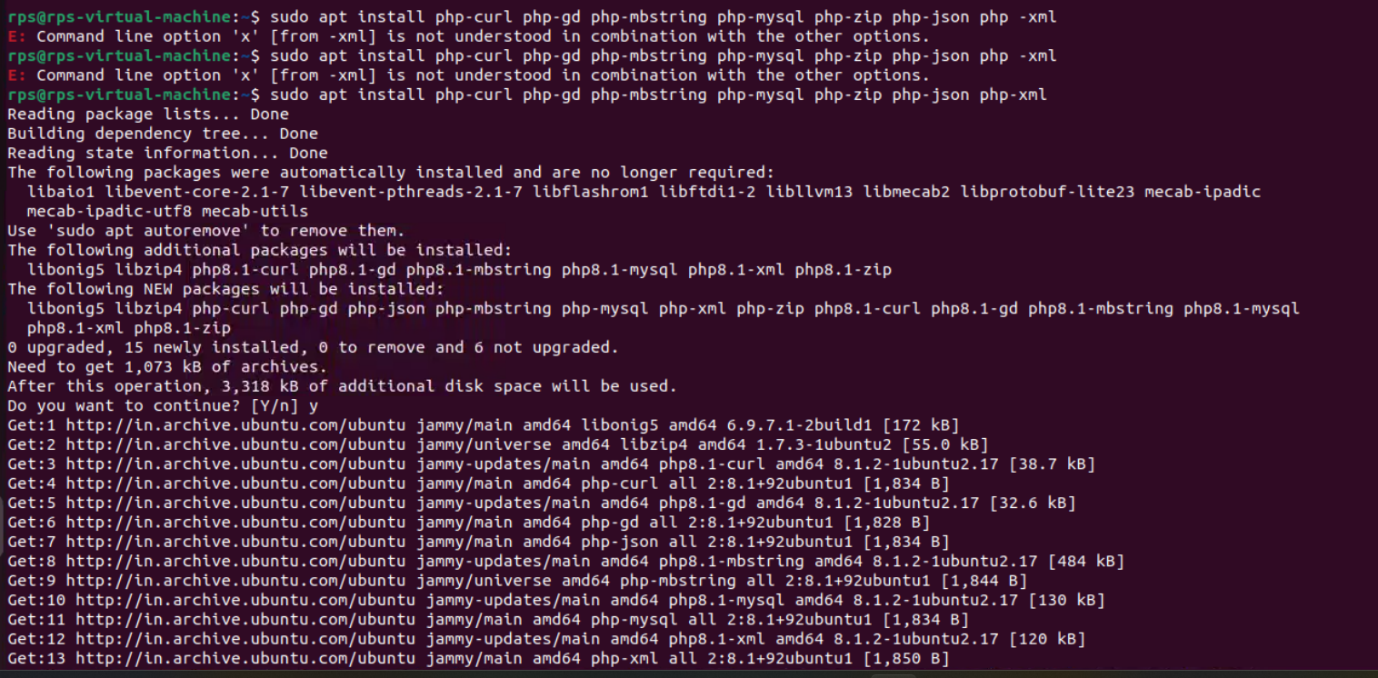 rps@rps-virtual-machine:~$ sudo apt install php-curl php-gd php-mbstring php-mysql php-zip php-json php -xml
E: Command line option 'x' [from -xml] is not understood in combination with the other options.
rps@rps-virtual-machine:~$ sudo apt install php-curl php-gd php-mbstring php-mysql php-zip php-json php -xml
E: Command line option 'x' [from -xml] is not understood in combination with the other options.
rps@rps-virtual-machine:~$ sudo apt install php-curl php-gd php-mbstring php-mysql php-zip php-json php-xml
Reading package lists... Done
Building dependency tree... Done
Reading state information... Done
The following packages were automatically installed and are no longer required:
  libaio1 libevent-core-2.1-7 libevent-pthreads-2.1-7 libflashrom1 libftdi1-2 libllvm13 libmecab2 libprotobuf-lite23 mecab-ipadic
  mecab-ipadic-utf8 mecab-utils
Use 'sudo apt autoremove' to remove them.
The following additional packages will be installed:
  libonig5 libzip4 php8.1-curl php8.1-gd php8.1-mbstring php8.1-mysql php8.1-xml php8.1-zip
The following NEW packages will be installed:
  libonig5 libzip4 php-curl php-gd php-json php-mbstring php-mysql php-xml php-zip php8.1-curl php8.1-gd php8.1-mbstring php8.1-mysql
  php8.1-xml php8.1-zip
0 upgraded, 15 newly installed, 0 to remove and 6 not upgraded.
Need to get 1,073 kB of archives.
After this operation, 3,318 kB of additional disk space will be used.
Do you want to continue? [Y/n] y
Get:1 http://in.archive.ubuntu.com/ubuntu jammy/main amd64 libonig5 amd64 6.9.7.1-2build1 [172 kB]
Get:2 http://in.archive.ubuntu.com/ubuntu jammy/universe amd64 libzip4 amd64 1.7.3-1ubuntu2 [55.0 kB]
Get:3 http://in.archive.ubuntu.com/ubuntu jammy-updates/main amd64 php8.1-curl amd64 8.1.2-1ubuntu2.17 [38.7 kB]
Get:4 http://in.archive.ubuntu.com/ubuntu jammy/main amd64 php-curl all 2:8.1+92ubuntu1 [1,834 B]
Get:5 http://in.archive.ubuntu.com/ubuntu jammy-updates/main amd64 php8.1-gd amd64 8.1.2-1ubuntu2.17 [32.6 kB]
Get:6 http://in.archive.ubuntu.com/ubuntu jammy/main amd64 php-gd all 2:8.1+92ubuntu1 [1,828 B]
Get:7 http://in.archive.ubuntu.com/ubuntu jammy/main amd64 php-json all 2:8.1+92ubuntu1 [1,834 B]
Get:8 http://in.archive.ubuntu.com/ubuntu jammy-updates/main amd64 php8.1-mbstring amd64 8.1.2-1ubuntu2.17 [484 kB]
Get:9 http://in.archive.ubuntu.com/ubuntu jammy/universe amd64 php-mbstring all 2:8.1+92ubuntu1 [1,844 B]
Get:10 http://in.archive.ubuntu.com/ubuntu jammy-updates/main amd64 php8.1-mysql amd64 8.1.2-1ubuntu2.17 [130 kB]
Get:11 http://in.archive.ubuntu.com/ubuntu jammy/main amd64 php-mysql all 2:8.1+92ubuntu1 [1,834 B]
Get:12 http://in.archive.ubuntu.com/ubuntu jammy-updates/main amd64 php8.1-xml amd64 8.1.2-1ubuntu2.17 [120 kB]
Get:13 http://in.archive.ubuntu.com/ubuntu jammy/main amd64 php-xml all 2:8.1+92ubuntu1 [1,850 B]